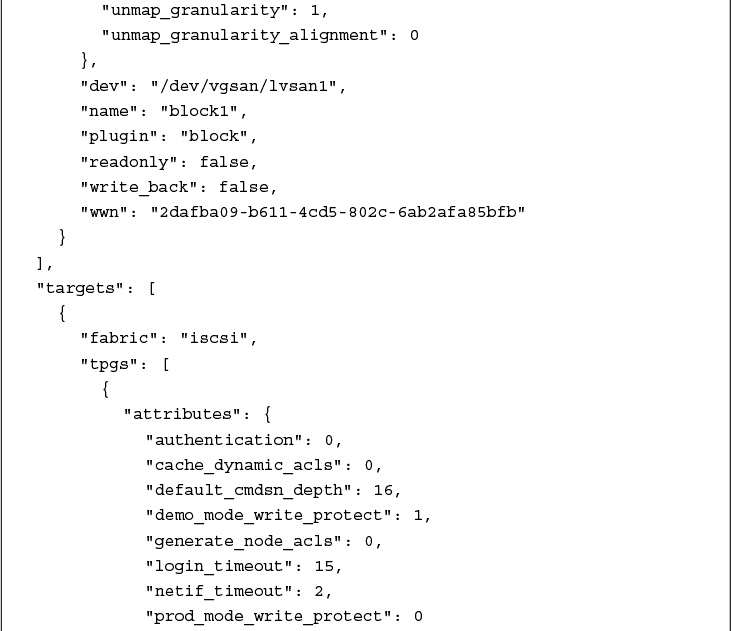 "unmap_granularity": 1,
"unmap_granularity_alignment": 0
},
"dev": "/dev/vgsan/lvsan1",
"name": "block1",
"plugin": "block",
"readonly": false,
"write_back": false,
"wwn": "2dafba09-b611-4cd5-802c-6ab2afa85bfb"
}
],
"targets": [
{
"fabric": "iscsi",
"tpgs": [
{
"attributes": {
"authentication": 0,
"cache_dynamic_acls": 0,
"default_cmdsn_depth": 16,
"demo_mode_write_protect": 1,
"generate_node_acls": 0,
"login_timeout": 15,
"netif_timeout": 2,
"prod_mode_write_protect": 0